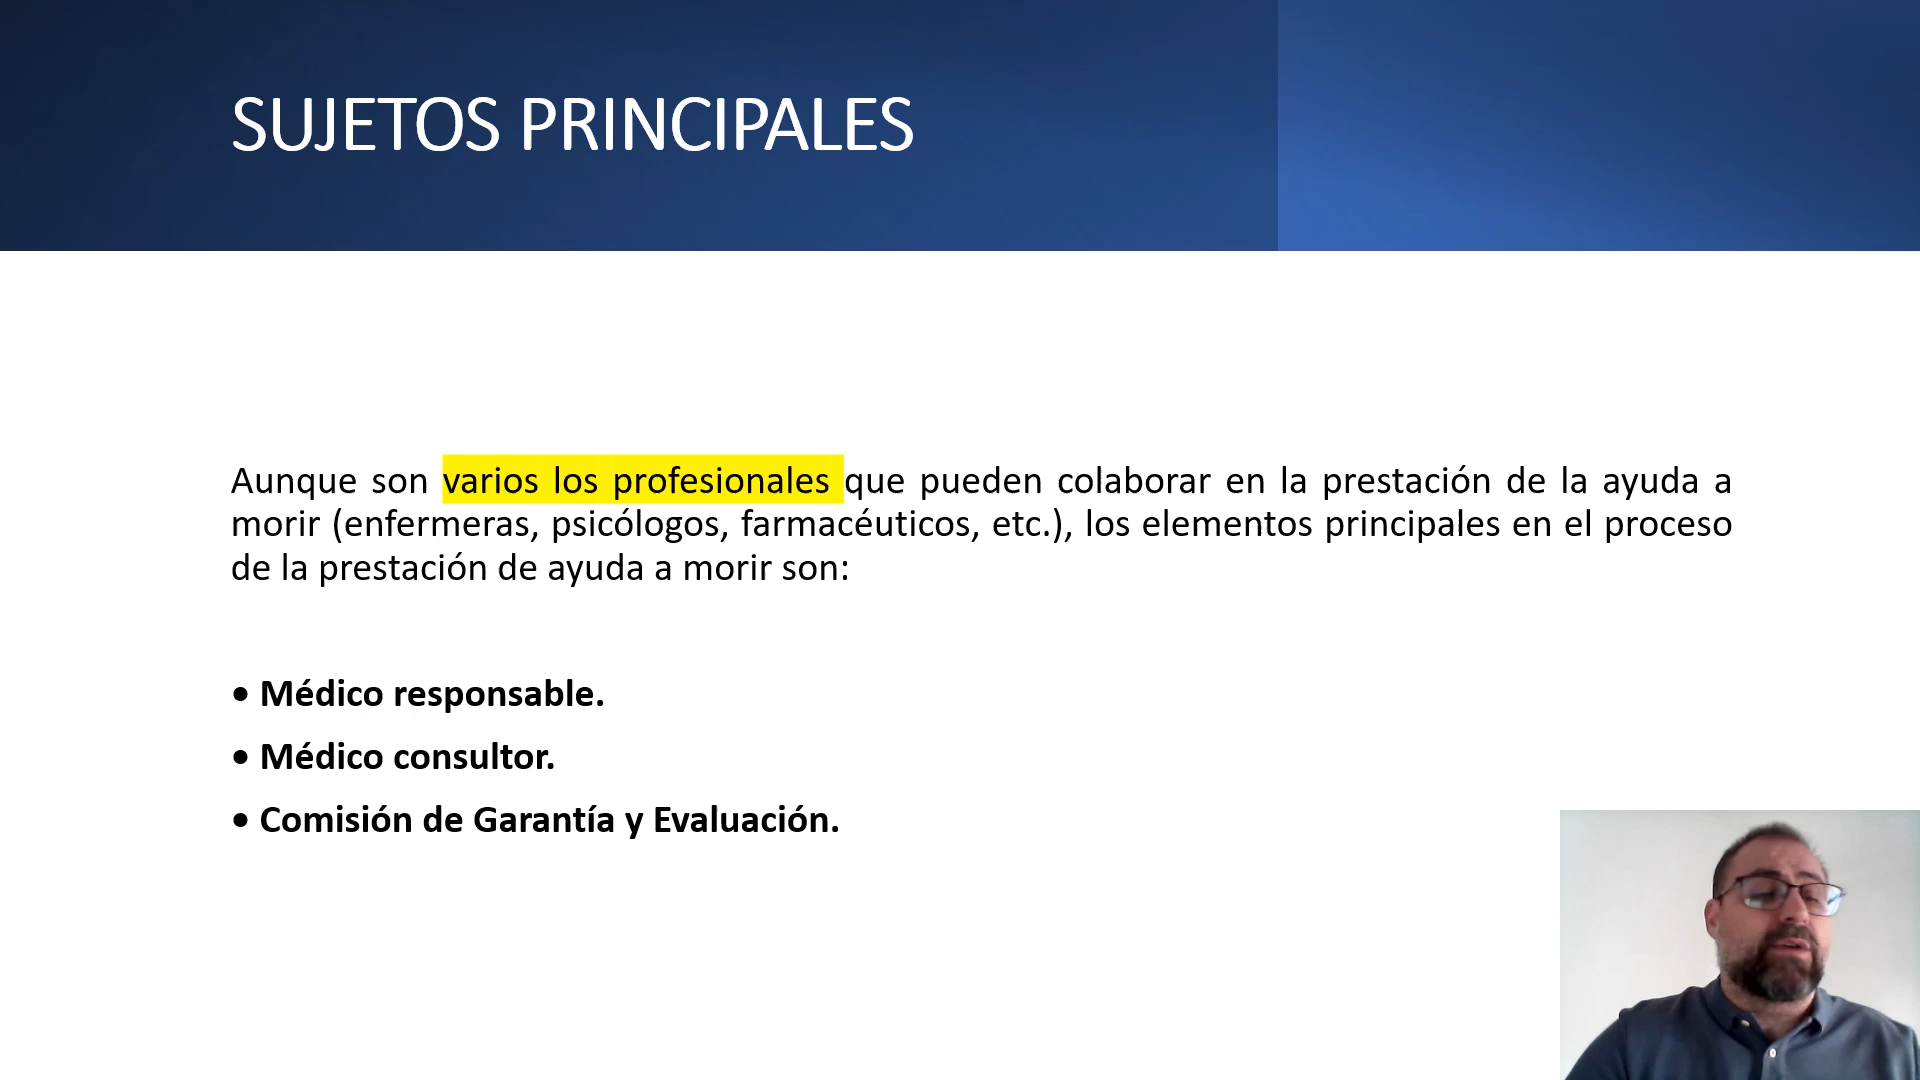 SUJETOS PRINCIPALES
Aunque son varios los profesionales que pueden colaborar en la prestación de la ayuda a
morir (enfermeras, psicólogos, farmacéuticos, etc.), los elementos principales en el proceso
de la prestación de ayuda a morir son:
• Médico responsable.
• Médico consultor.
• Comisión de Garantía y Evaluación.